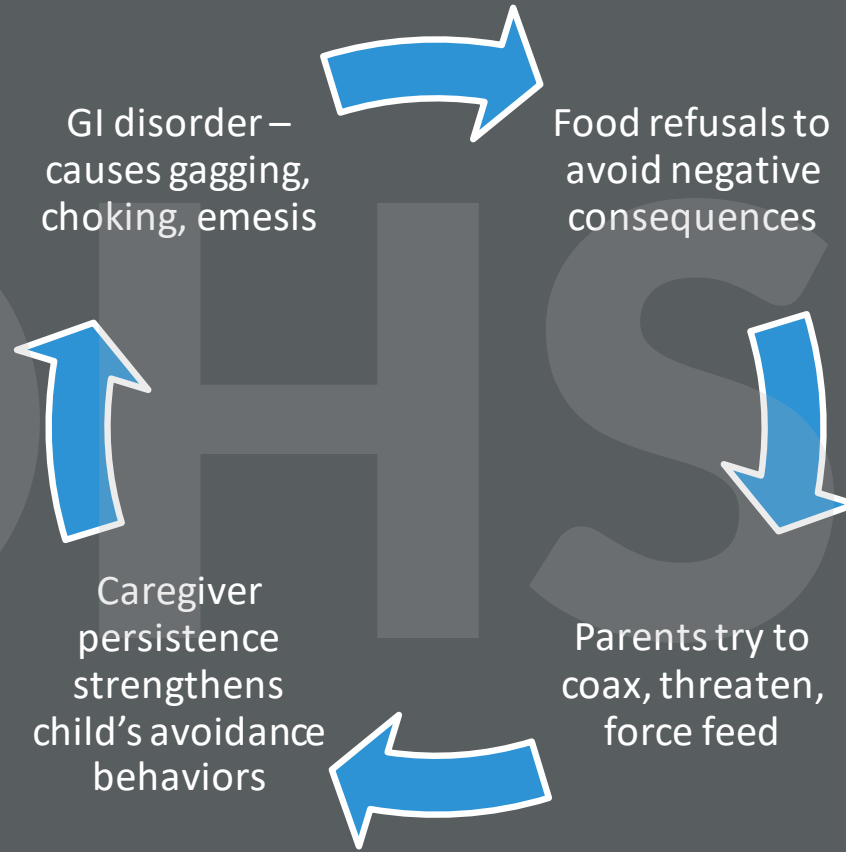 GI disorder –
causes gagging,
choking, emesis
Food refusals to
avoid negative
consequences
Parents try to
coax, threaten,
force feed
Caregiver
persistence
strengthens
child's avoidance
behaviors
HS